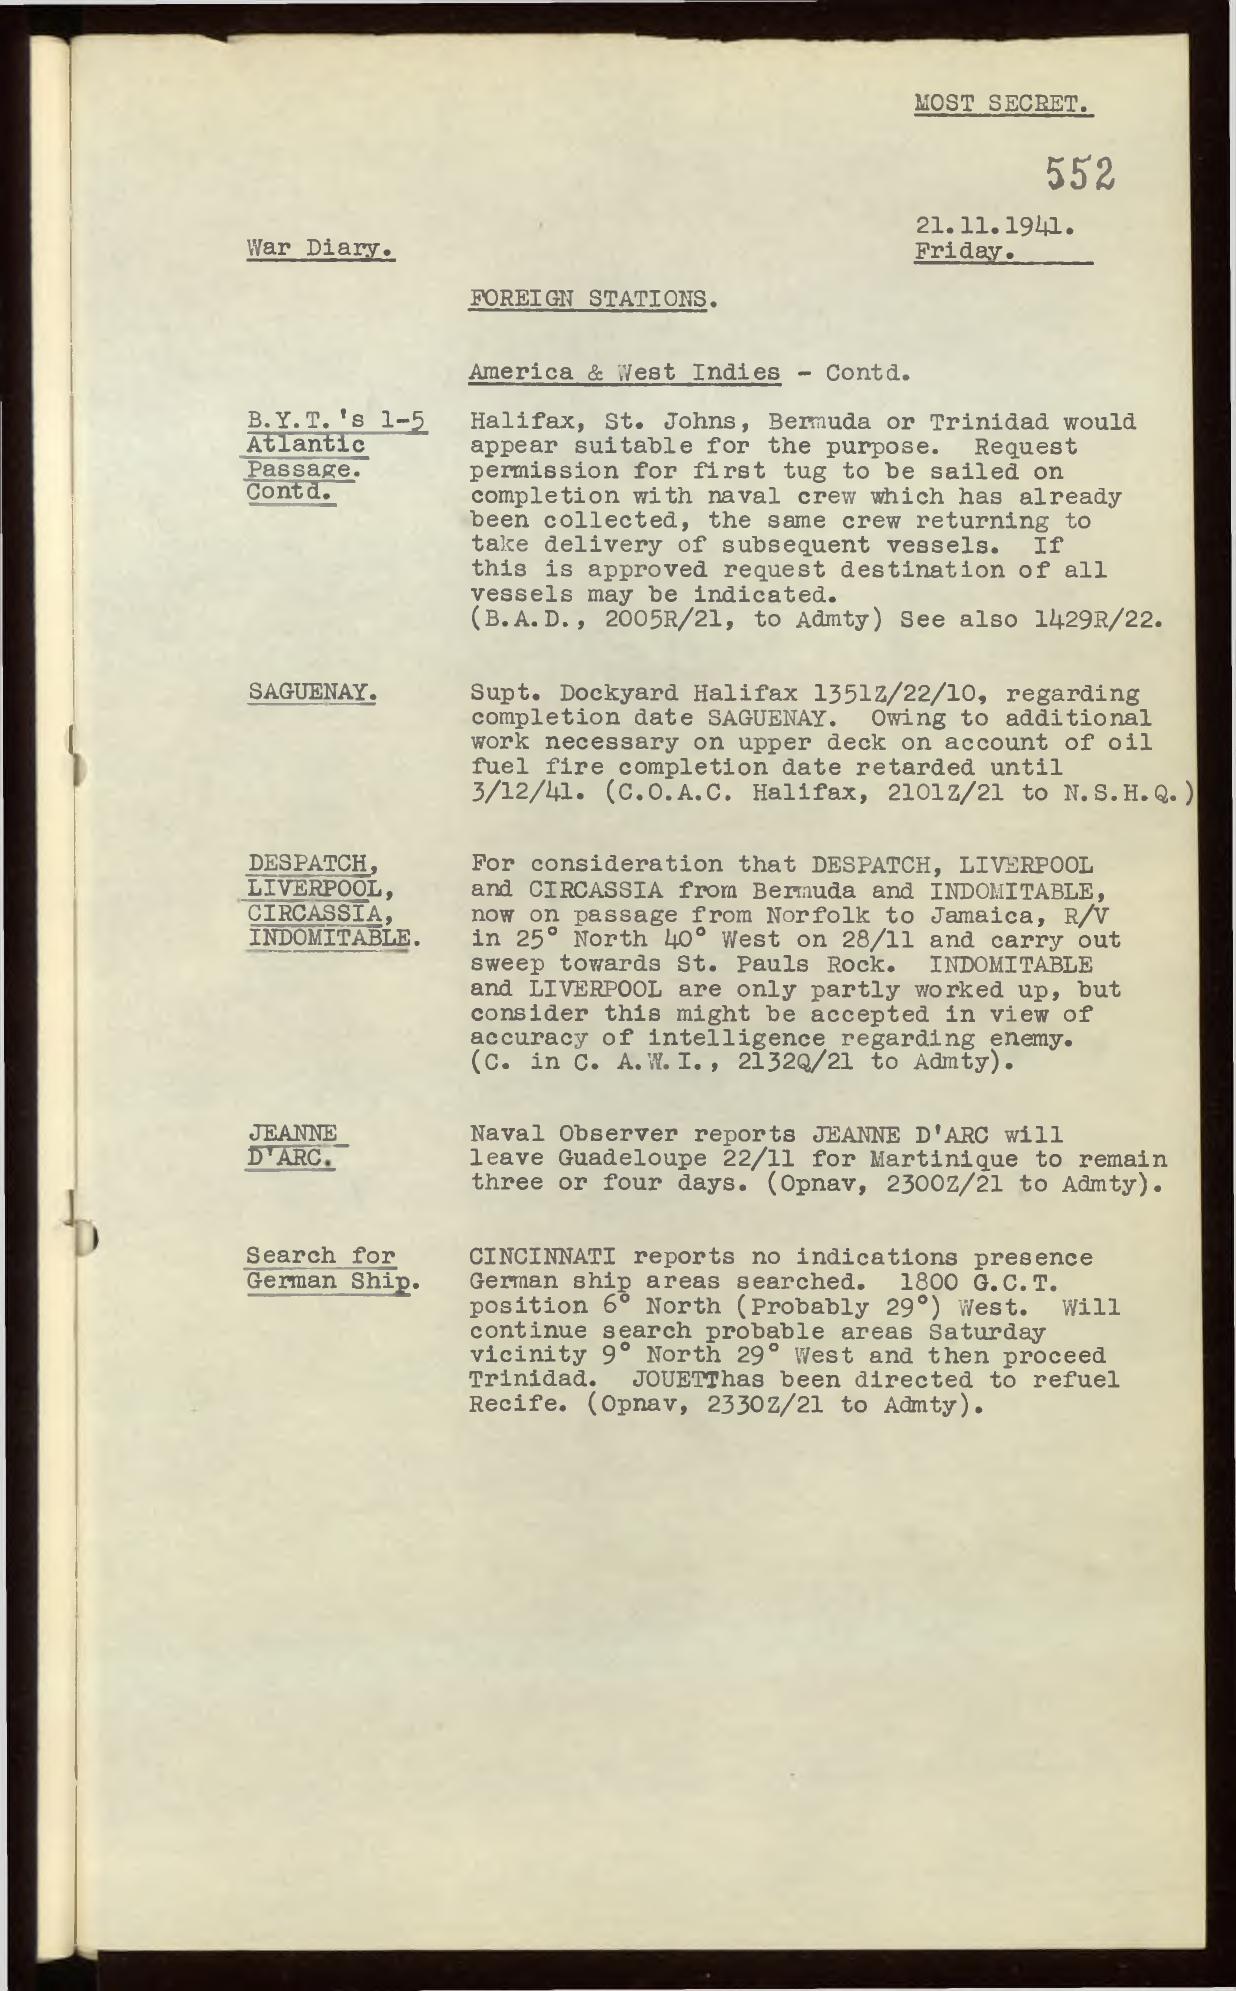 MOST SECRET.
552
21.11.1941.
War Diary.
Friday.
FOREIGN STATIONS.
America & West Indies - Contd.
B.Y.T.'s 1-5
Atlantic
Passage.
Contd.
Halifax, St. Johns, Bermuda or Trinidad would
appear suitable for the purpose. Request
permission for first tug to be sailed on
completion with naval crew which has already
been collected, the same crew returning to
take delivery of subsequent vessels. If
this is approved request destination of all
vessels may be indicated.
(B.A.D., 2005R/21, to Admty) See also 1429R/22.
SAGUENAY.
Supt. Dockyard Halifax 1351Z/22/10, regarding
completion date SAGUENAY. Owing to additional
work necessary on upper deck on account of oil
fuel fire completion date retarded until
3/12/41. (C.O.A.C. Halifax, 2101Z/21 to N.S.H.Q.)
DESPATCH,
LIVERPOOL,
CIRCASSIA,
INDOMITABLE.
For consideration that DESPATCH, LIVERPOOL
and CIRCASSIA from Bermuda and INDOMITABLE,
now on passage from Norfolk to Jamaica, R/V
in 25° North 40° West on 28/11 and carry out
sweep towards St. Pauls Rock. INDOMITABLE
and LIVERPOOL are only partly worked up, but
consider this might be accepted in view of
accuracy of intelligence regarding enemy.
(C. in C. A.W.I., 2132Q/21 to Admty).
JEANNE
D'ARC.
Naval Observer reports JEANNE D'ARC will
leave Guadeloupe 22/11 for Martinique to remain
three or four days. (Opnav, 2300Z/21 to Admty).
Search for
German Ship.
CINCINNATI reports no indications presence
German ship areas searched. 1800 G.C.T.
position 6° North (Probably 29°) West. Will
continue search probable areas Saturday
vicinity 9° North 29° West and then proceed
Trinidad. JOUETThas been directed to refuel
Recife. (Opnav, 2330Z/21 to Admty).